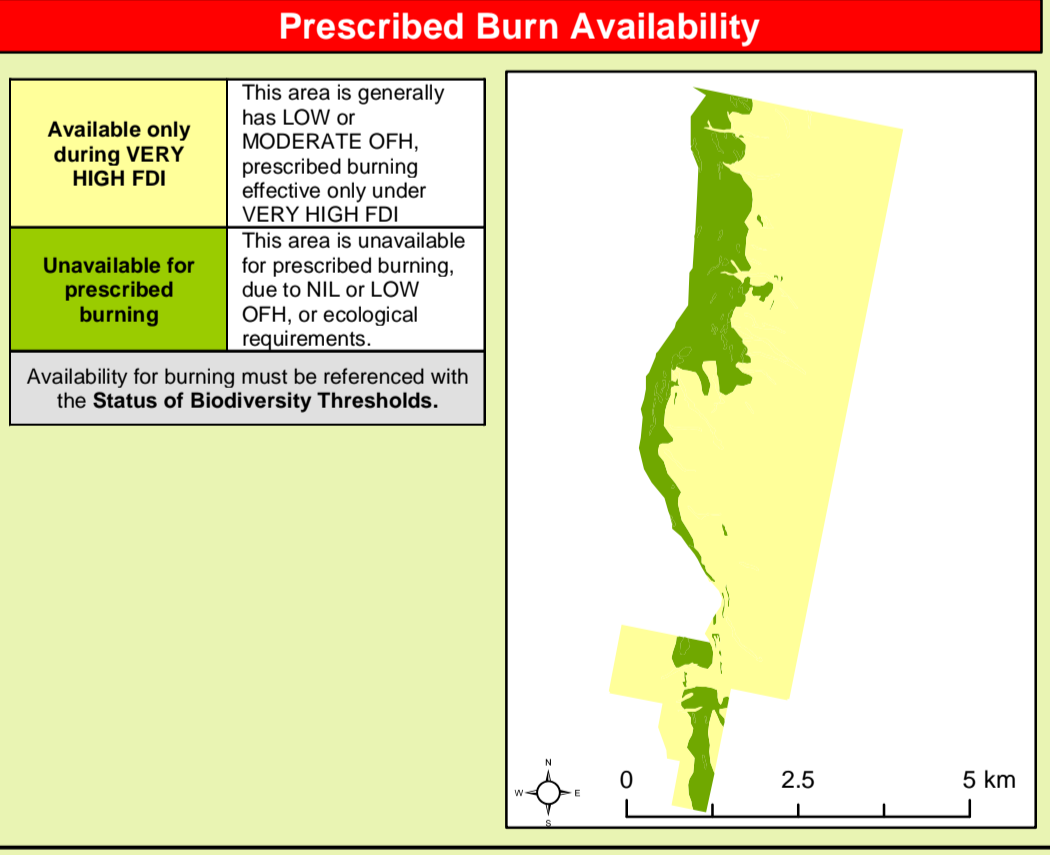 Prescribed Burn Availability
Available only
during VERY
HIGH FDI
This area is generally
has LOW or
MODERATE OFH,
prescribed burning
effective only under
VERY HIGH FDI
Unavailable for
prescribed
burning
This area is unavailable
for prescribed burning,
due to NIL or LOW
OFH, or ecological
requirements.
Availability for burning must be referenced with
the Status of Biodiversity Thresholds.
N
W E
S
0 2.5 5 km